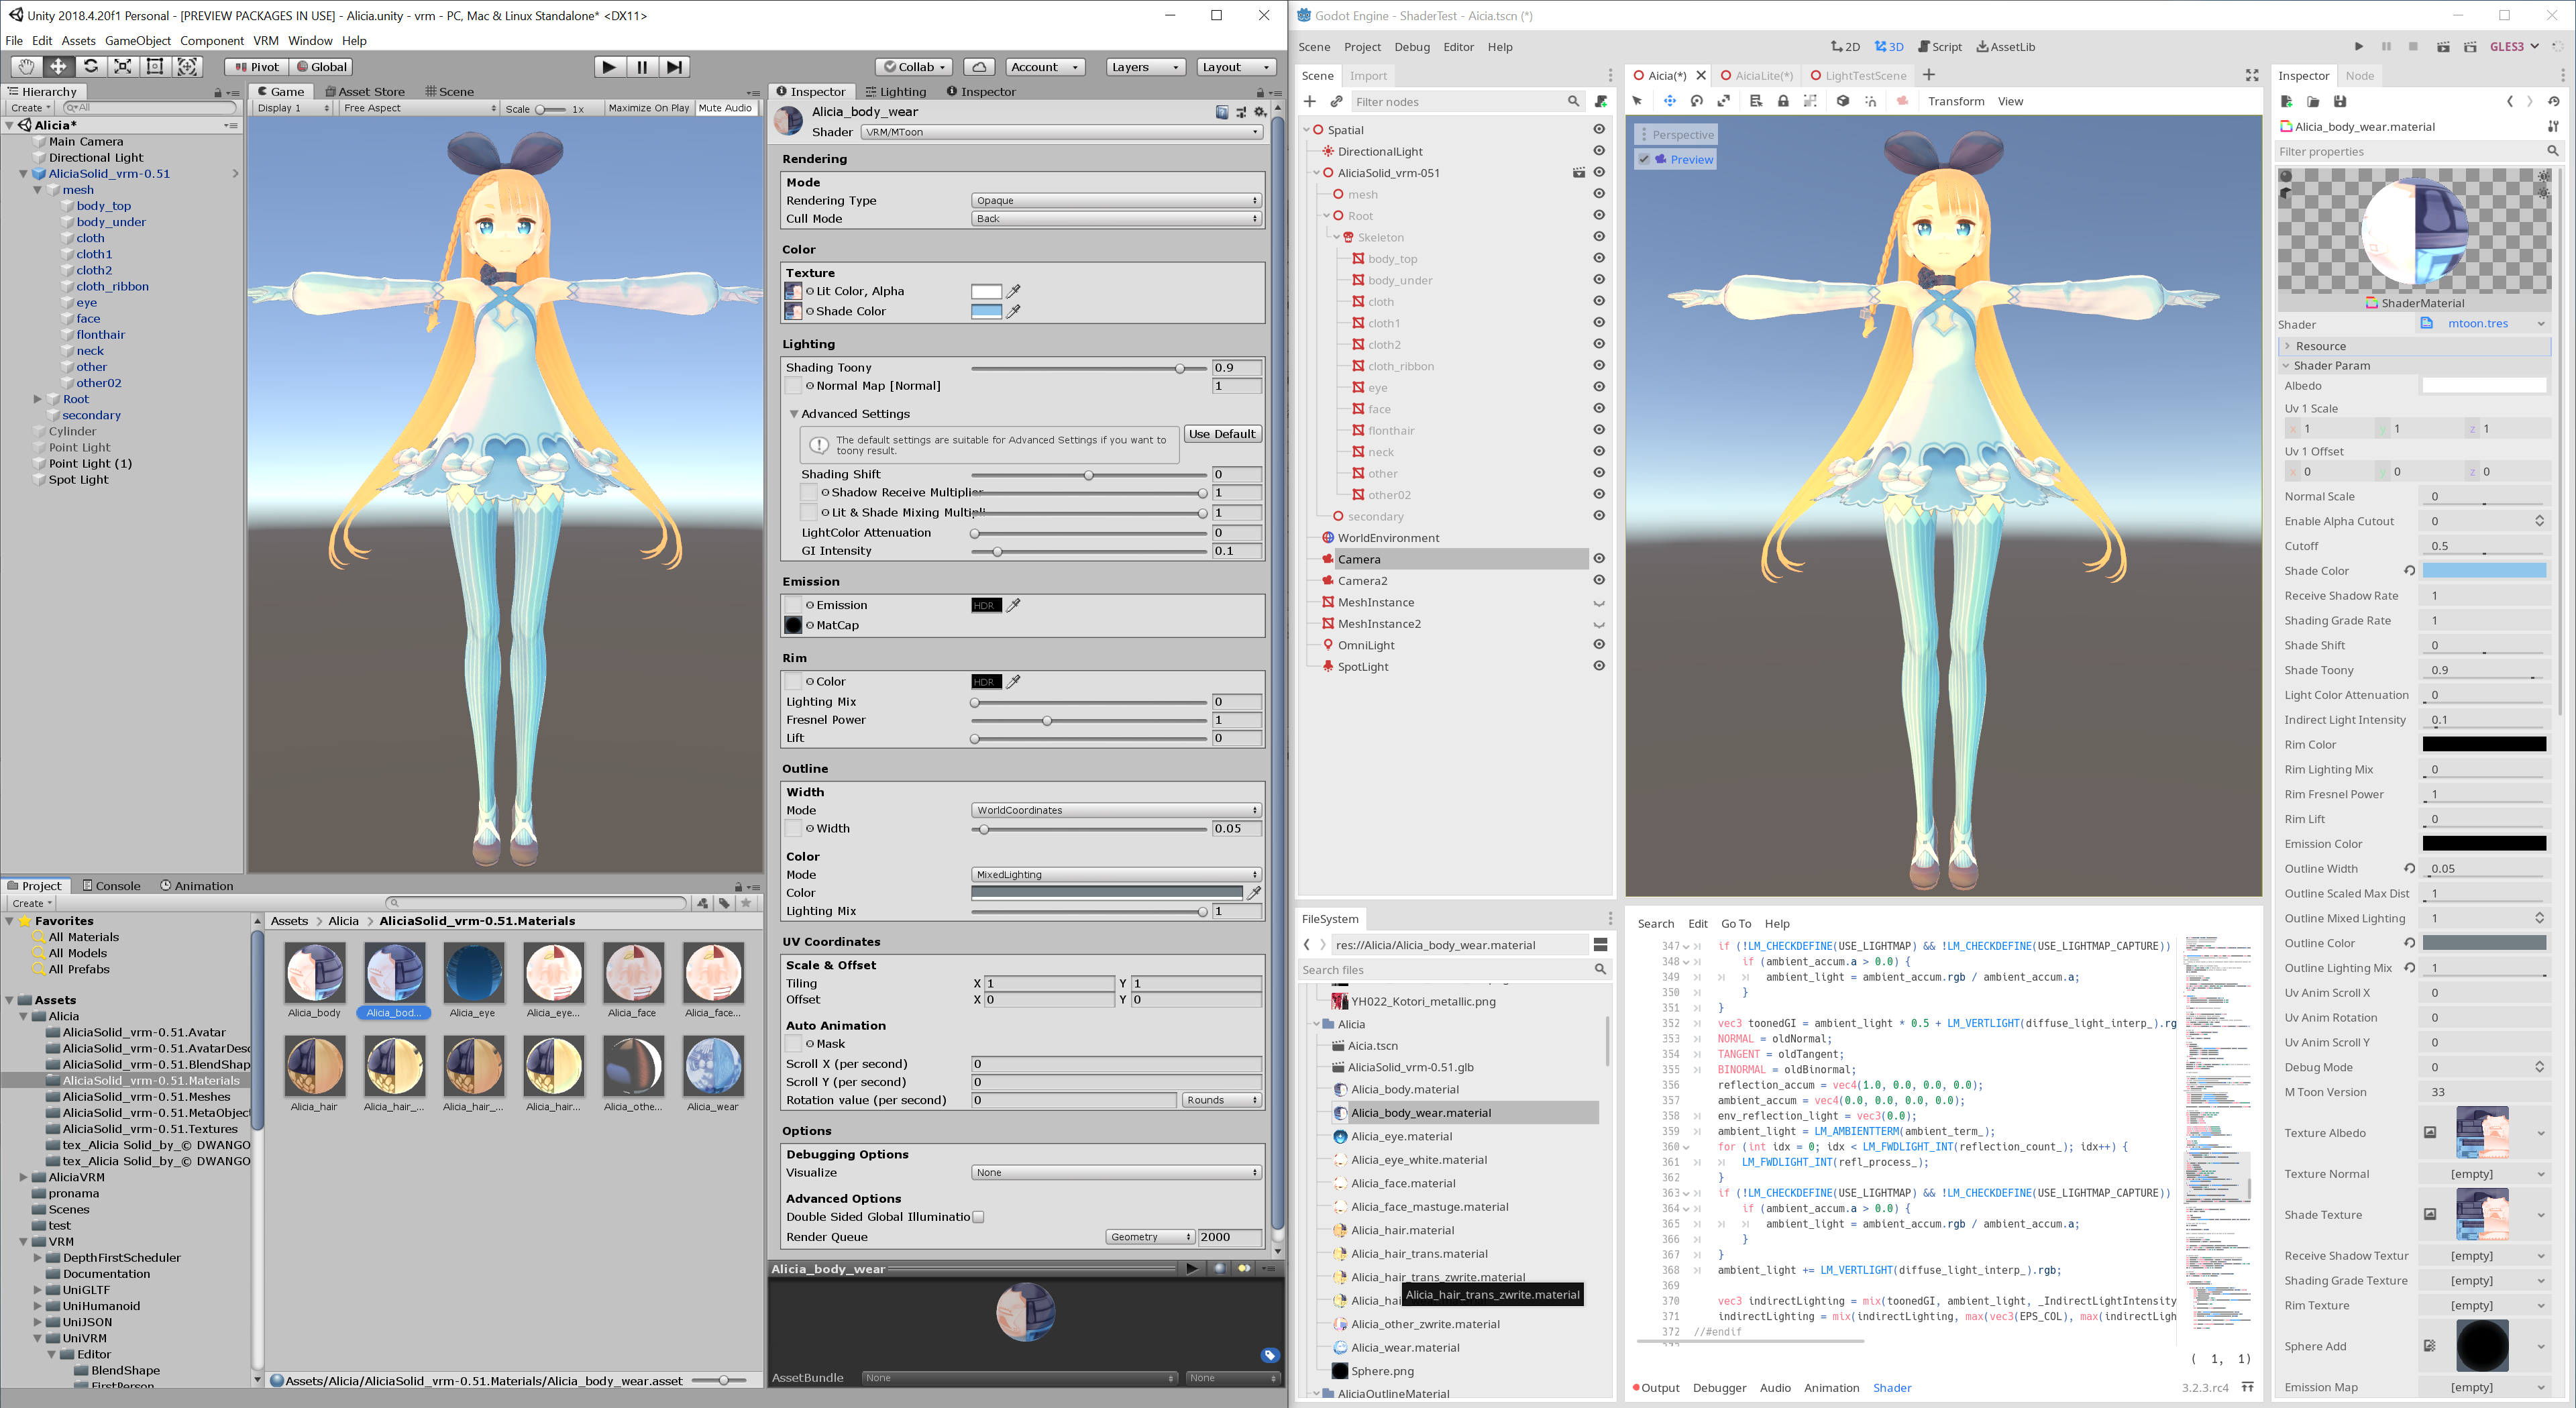 Unity 2018.4.20f1 Personal - [PREVIEW PACKAGES IN USE] - Alicia.unity - vrm - PC, Mac & Linux Standalone* <DX11>
File Edit Assets GameObject Component VRM Window Help
Pivot Global Collab Account Layers Layout
Hierarchy
Create All
Alicia*
Main Camera
Directional Light
AliciaSolid_vrm-0.51
mesh
body_top
body_under
cloth
cloth1
cloth2
cloth_ribbon
eye
face
flonthair
neck
other
other02
Root
secondary
Cylinder
Point Light
Point Light (1)
Spot Light
Game Asset Store Scene
Display 1 Free Aspect Scale 1x Maximize On Play Mute Audio
Inspector Lighting Inspector
Alicia_body_wear
Shader VRM/MToon
Rendering
Mode
Rendering Type Opaque
Cull Mode Back
Color
Texture
Lit Color, Alpha
Shade Color
Lighting
Shading Toony 0.9
Normal Map [Normal] 1
Advanced Settings
The default settings are suitable for Advanced Settings if you want to
toony result.
Use Default
Shading Shift 0
Shadow Receive Multiplier 1
Lit & Shade Mixing Multipli 1
LightColor Attenuation 0
GI Intensity 0.1
Emission
Emission HDR
MatCap
Rim
Color HDR
Lighting Mix 0
Fresnel Power 1
Lift 0
Outline
Width
Mode WorldCoordinates
Width 0.05
Color
Mode MixedLighting
Color
Lighting Mix 1
UV Coordinates
Scale & Offset
Tiling X 1 Y 1
Offset X 0 Y 0
Auto Animation
Mask
Scroll X (per second) 0
Scroll Y (per second) 0
Rotation value (per second) 0 Rounds
Options
Debugging Options
Visualize None
Advanced Options
Double Sided Global Illuminatio
Render Queue Geometry 2000
Alicia_body_wear
AssetBundle None None
Project Console Animation
Create
Favorites
All Materials
All Models
All Prefabs
Assets
Alicia
AliciaSolid_vrm-0.51.Avatar
AliciaSolid_vrm-0.51.AvatarDesc
AliciaSolid_vrm-0.51.BlendShap
AliciaSolid_vrm-0.51.Materials
AliciaSolid_vrm-0.51.Meshes
AliciaSolid_vrm-0.51.MetaObject
AliciaSolid_vrm-0.51.Textures
tex_Alicia Solid_by_© DWANGO
tex_Alicia Solid_by_© DWANGO
AliciaVRM
pronama
Scenes
test
VRM
DepthFirstScheduler
Documentation
UniGLTF
UniHumanoid
UniJSON
UniVRM
Editor
BlendShape
FirstPerson
Assets > Alicia > AliciaSolid_vrm-0.51.Materials
Alicia_body Alicia_bod... Alicia_eye Alicia_eye... Alicia_face Alicia_face...
Alicia_hair Alicia_hair_... Alicia_hair_... Alicia_hair... Alicia_othe... Alicia_wear
Assets/Alicia/AliciaSolid_vrm-0.51.Materials/Alicia_body_wear.asset
Godot Engine - ShaderTest - Aicia.tscn (*)
Scene Project Debug Editor Help
2D 3D Script AssetLib
GLES3
Scene Import
Filter nodes
Spatial
DirectionalLight
AliciaSolid_vrm-051
mesh
Root
Skeleton
body_top
body_under
cloth
cloth1
cloth2
cloth_ribbon
eye
face
flonthair
neck
other
other02
secondary
WorldEnvironment
Camera
Camera2
MeshInstance
MeshInstance2
OmniLight
SpotLight
Aicia(*) AiciaLite(*) LightTestScene
Transform View
Perspective
Preview
FileSystem
res://Alicia/Alicia_body_wear.material
Search files
YH022_Kotori_metallic.png
Alicia
Aicia.tscn
AliciaSolid_vrm-0.51.glb
Alicia_body.material
Alicia_body_wear.material
Alicia_eye.material
Alicia_eye_white.material
Alicia_face.material
Alicia_face_mastuge.material
Alicia_hair.material
Alicia_hair_trans.material
Alicia_hair_trans_zwrite.material
Alicia_hai
Alicia_hair_trans_zwrite.material
Alicia_other_zwrite.material
Alicia_wear.material
Sphere.png
AliciaOutlineMaterial
Search Edit Go To Help
347 if (!LM_CHECKDEFINE(USE_LIGHTMAP) && !LM_CHECKDEFINE(USE_LIGHTMAP_CAPTURE))
348 if (ambient_accum.a > 0.0) {
349 ambient_light = ambient_accum.rgb / ambient_accum.a;
350 }
351 }
352 vec3 toonedGI = ambient_light * 0.5 + LM_VERTLIGHT(diffuse_light_interp_).rg
353 NORMAL = oldNormal;
354 TANGENT = oldTangent;
355 BINORMAL = oldBinormal;
356 reflection_accum = vec4(1.0, 0.0, 0.0, 0.0);
357 ambient_accum = vec4(0.0, 0.0, 0.0, 0.0);
358 env_reflection_light = vec3(0.0);
359 ambient_light = LM_AMBIENTTERM(ambient_term_);
360 for (int idx = 0; idx < LM_FWDLIGHT_INT(reflection_count_); idx++) {
361 LM_FWDLIGHT_INT(refl_process_);
362 }
363 if (!LM_CHECKDEFINE(USE_LIGHTMAP) && !LM_CHECKDEFINE(USE_LIGHTMAP_CAPTURE))
364 if (ambient_accum.a > 0.0) {
365 ambient_light = ambient_accum.rgb / ambient_accum.a;
366 }
367 }
368 ambient_light += LM_VERTLIGHT(diffuse_light_interp_).rgb;
369
370 vec3 indirectLighting = mix(toonedGI, ambient_light, _IndirectLightIntensity
371 indirectLighting = mix(indirectLighting, max(vec3(EPS_COL), max(indirectLigh
372 //#endif
( 1, 1)
Output Debugger Audio Animation Shader 3.2.3.rc4
Inspector Node
Alicia_body_wear.material
Filter properties
ShaderMaterial
Shader mtoon.tres
Resource
Shader Param
Albedo
Uv 1 Scale
x 1 y 1 z 1
Uv 1 Offset
x 0 y 0 z 0
Normal Scale 0
Enable Alpha Cutout 0
Cutoff 0.5
Shade Color
Receive Shadow Rate 1
Shading Grade Rate 1
Shade Shift 0
Shade Toony 0.9
Light Color Attenuation 0
Indirect Light Intensity 0.1
Rim Color
Rim Lighting Mix 0
Rim Fresnel Power 1
Rim Lift 0
Emission Color
Outline Width 0.05
Outline Scaled Max Dist 1
Outline Mixed Lighting 1
Outline Color
Outline Lighting Mix 1
Uv Anim Scroll X 0
Uv Anim Rotation 0
Uv Anim Scroll Y 0
Debug Mode 0
M Toon Version 33
Texture Albedo
Texture Normal [empty]
Shade Texture
Receive Shadow Textur [empty]
Shading Grade Texture [empty]
Rim Texture [empty]
Sphere Add
Emission Map [empty]